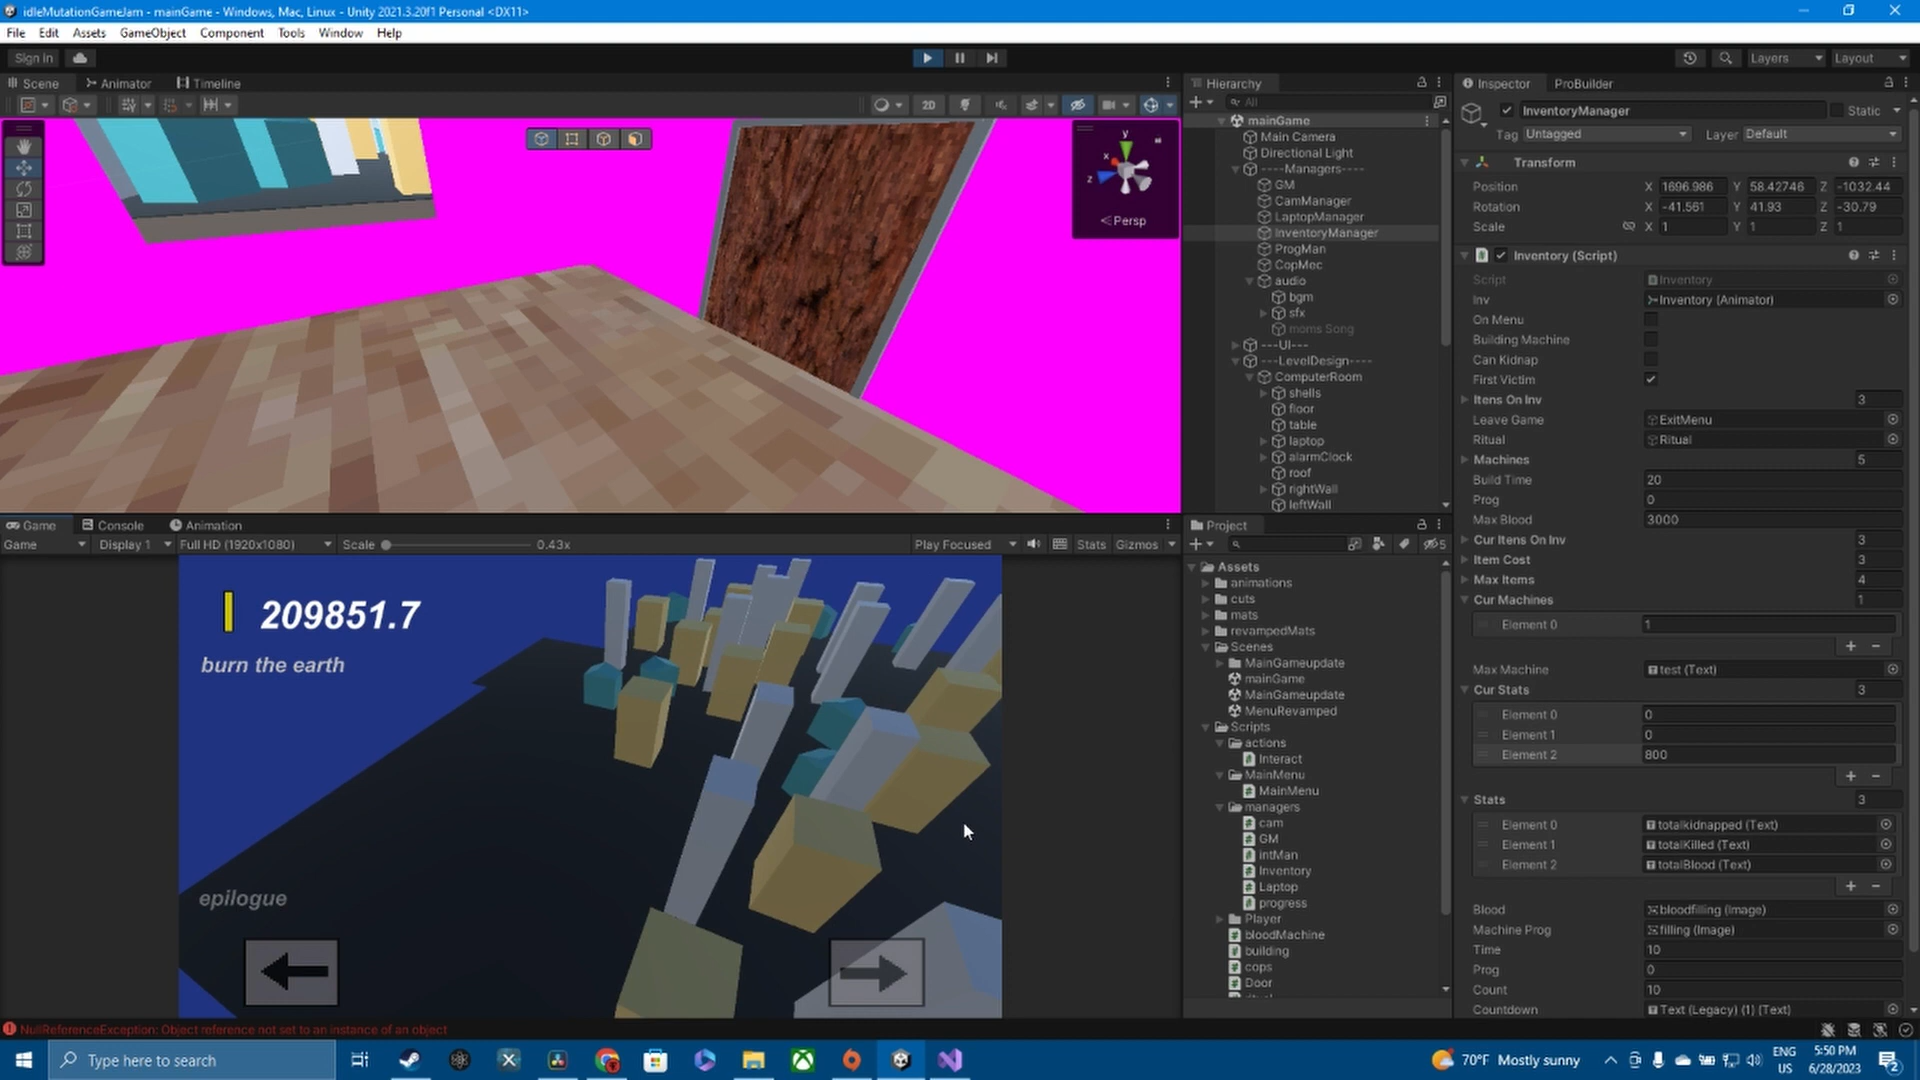 idleMutationGameJam - mainGame - Windows, Mac, Linux - Unity 2021.3.20f1 Personal <DX11>
File Edit Assets GameObject Component Tools Window Help
Sign in
Layers Layout
Scene Animator Timeline
2D
y
x
z
< Persp
Hierarchy
All
mainGame
Main Camera
Directional Light
----Managers----
GM
CamManager
LaptopManager
InventoryManager
ProgMan
CopMec
audio
bgm
sfx
moms Song
---UI---
---LevelDesign----
ComputerRoom
shells
floor
table
laptop
alarmClock
roof
rightWall
leftWall
Inspector ProBuilder
InventoryManager Static
Tag Untagged Layer Default
Transform
Position X 1696.986 Y 58.42746 Z -1032.44
Rotation X -41.561 Y 41.93 Z -30.79
Scale X 1 Y 1 Z 1
Inventory (Script)
Script Inventory
Inv Inventory (Animator)
On Menu
Building Machine
Can Kidnap
First Victim
Itens On Inv 3
Leave Game ExitMenu
Ritual Ritual
Machines 5
Build Time 20
Prog 0
Max Blood 3000
Cur Itens On Inv 3
Item Cost 3
Max Items 4
Cur Machines 1
Element 0 1
Max Machine test (Text)
Cur Stats 3
Element 0 0
Element 1 0
Element 2 800
Stats 3
Element 0 totalkidnapped (Text)
Element 1 totalKilled (Text)
Element 2 totalBlood (Text)
Blood bloodfilling (Image)
Machine Prog filling (Image)
Time 10
Prog 0
Count 10
Countdown Text (Legacy) (1) (Text)
Game Console Animation
Game Display 1 Full HD (1920x1080) Scale 0.43x Play Focused Stats Gizmos
209851.7
burn the earth
epilogue
Project
5
Assets
animations
cuts
mats
revampedMats
Scenes
MainGameupdate
mainGame
MainGameupdate
MenuRevamped
Scripts
actions
Interact
MainMenu
MainMenu
managers
cam
GM
intMan
Inventory
Laptop
progress
Player
bloodMachine
building
cops
Door
NullReferenceException: Object reference not set to an instance of an object
Type here to search
70°F Mostly sunny
ENG
US
5:50 PM
6/28/2023
2